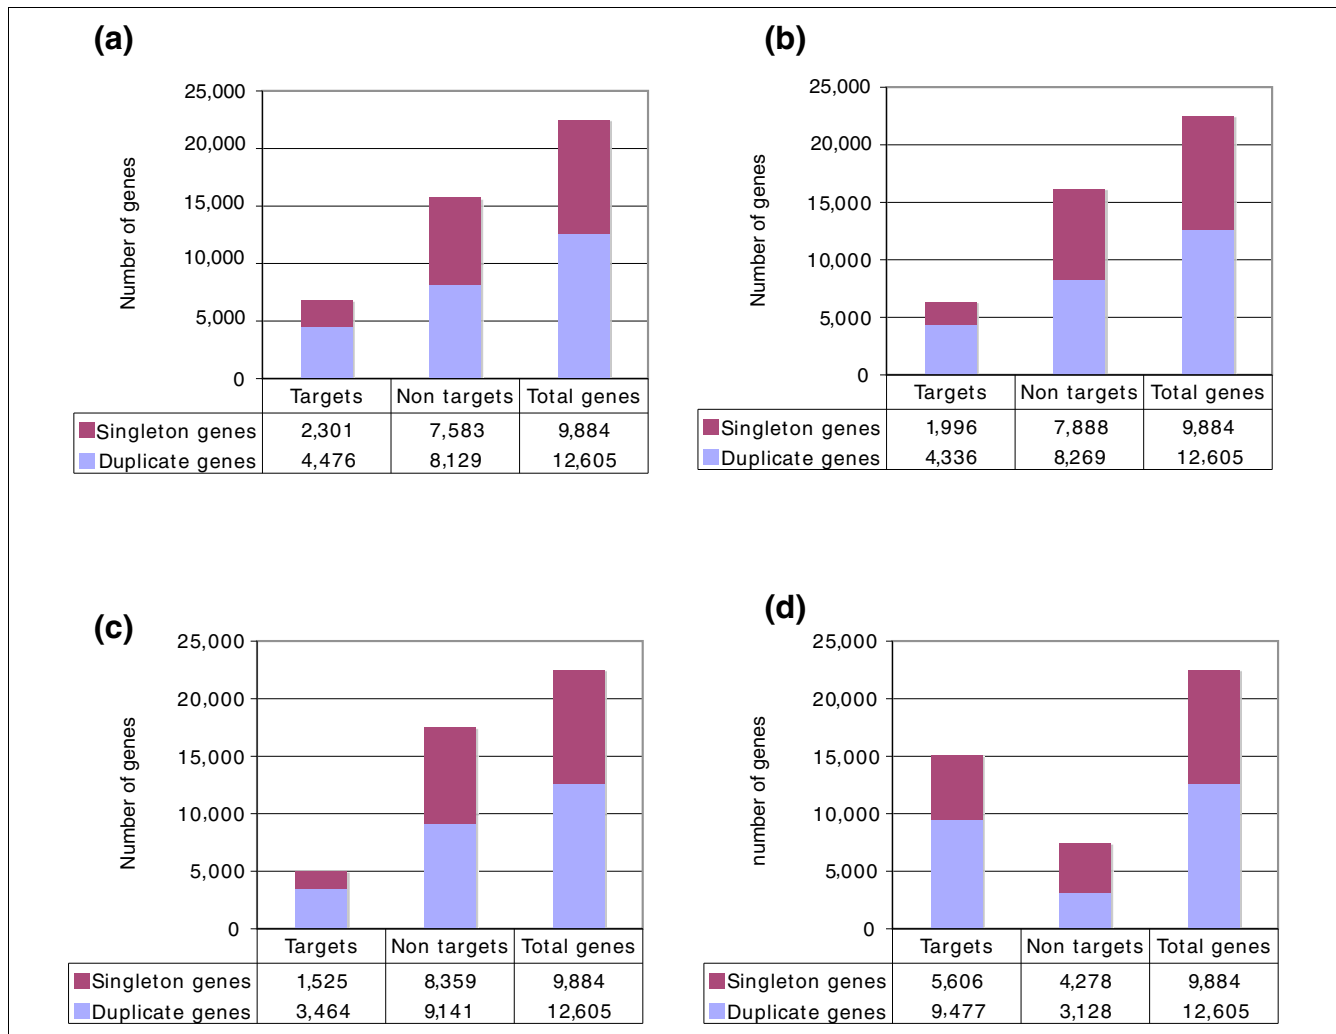 (a)
25,000
20,000
15,000
10,000
5,000
0
Number of genes
Targets Non targets Total genes
Singleton genes 2,301 7,583 9,884
Duplicate genes 4,476 8,129 12,605
(b)
25,000
20,000
15,000
10,000
5,000
0
Number of genes
Targets Non targets Total genes
Singleton genes 1,996 7,888 9,884
Duplicate genes 4,336 8,269 12,605
(c)
25,000
20,000
15,000
10,000
5,000
0
Number of genes
Targets Non targets Total genes
Singleton genes 1,525 8,359 9,884
Duplicate genes 3,464 9,141 12,605
(d)
25,000
20,000
15,000
10,000
5,000
0
number of genes
Targets Non targets Total genes
Singleton genes 5,606 4,278 9,884
Duplicate genes 9,477 3,128 12,605